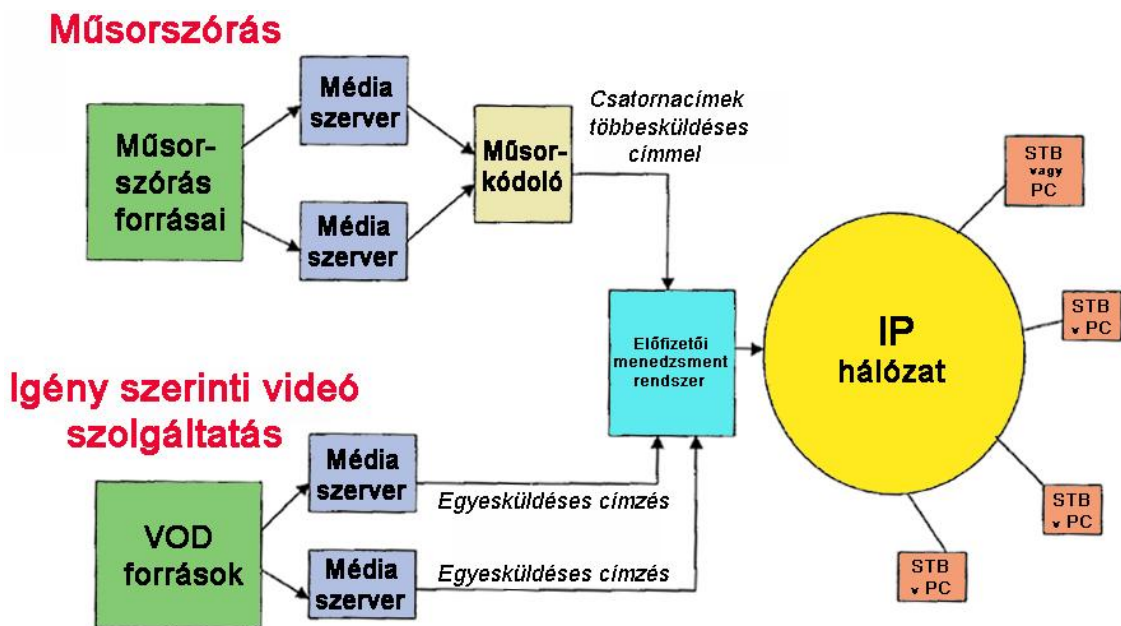 Műsorszórás
Műsor-
szórás
forrásai
Média
szerver
Média
szerver
Műsor-
kódoló
Csatornacímek
többesküldéses
címmel
Előfizetői
menedzsment
rendszer
IP
hálózat
STB
vagy
PC
STB
v PC
STB
v PC
STB
v PC
Igény szerinti videó
szolgáltatás
VOD
források
Média
szerver
Egyesküldéses címzés
Média
szerver
Egyesküldéses címzés